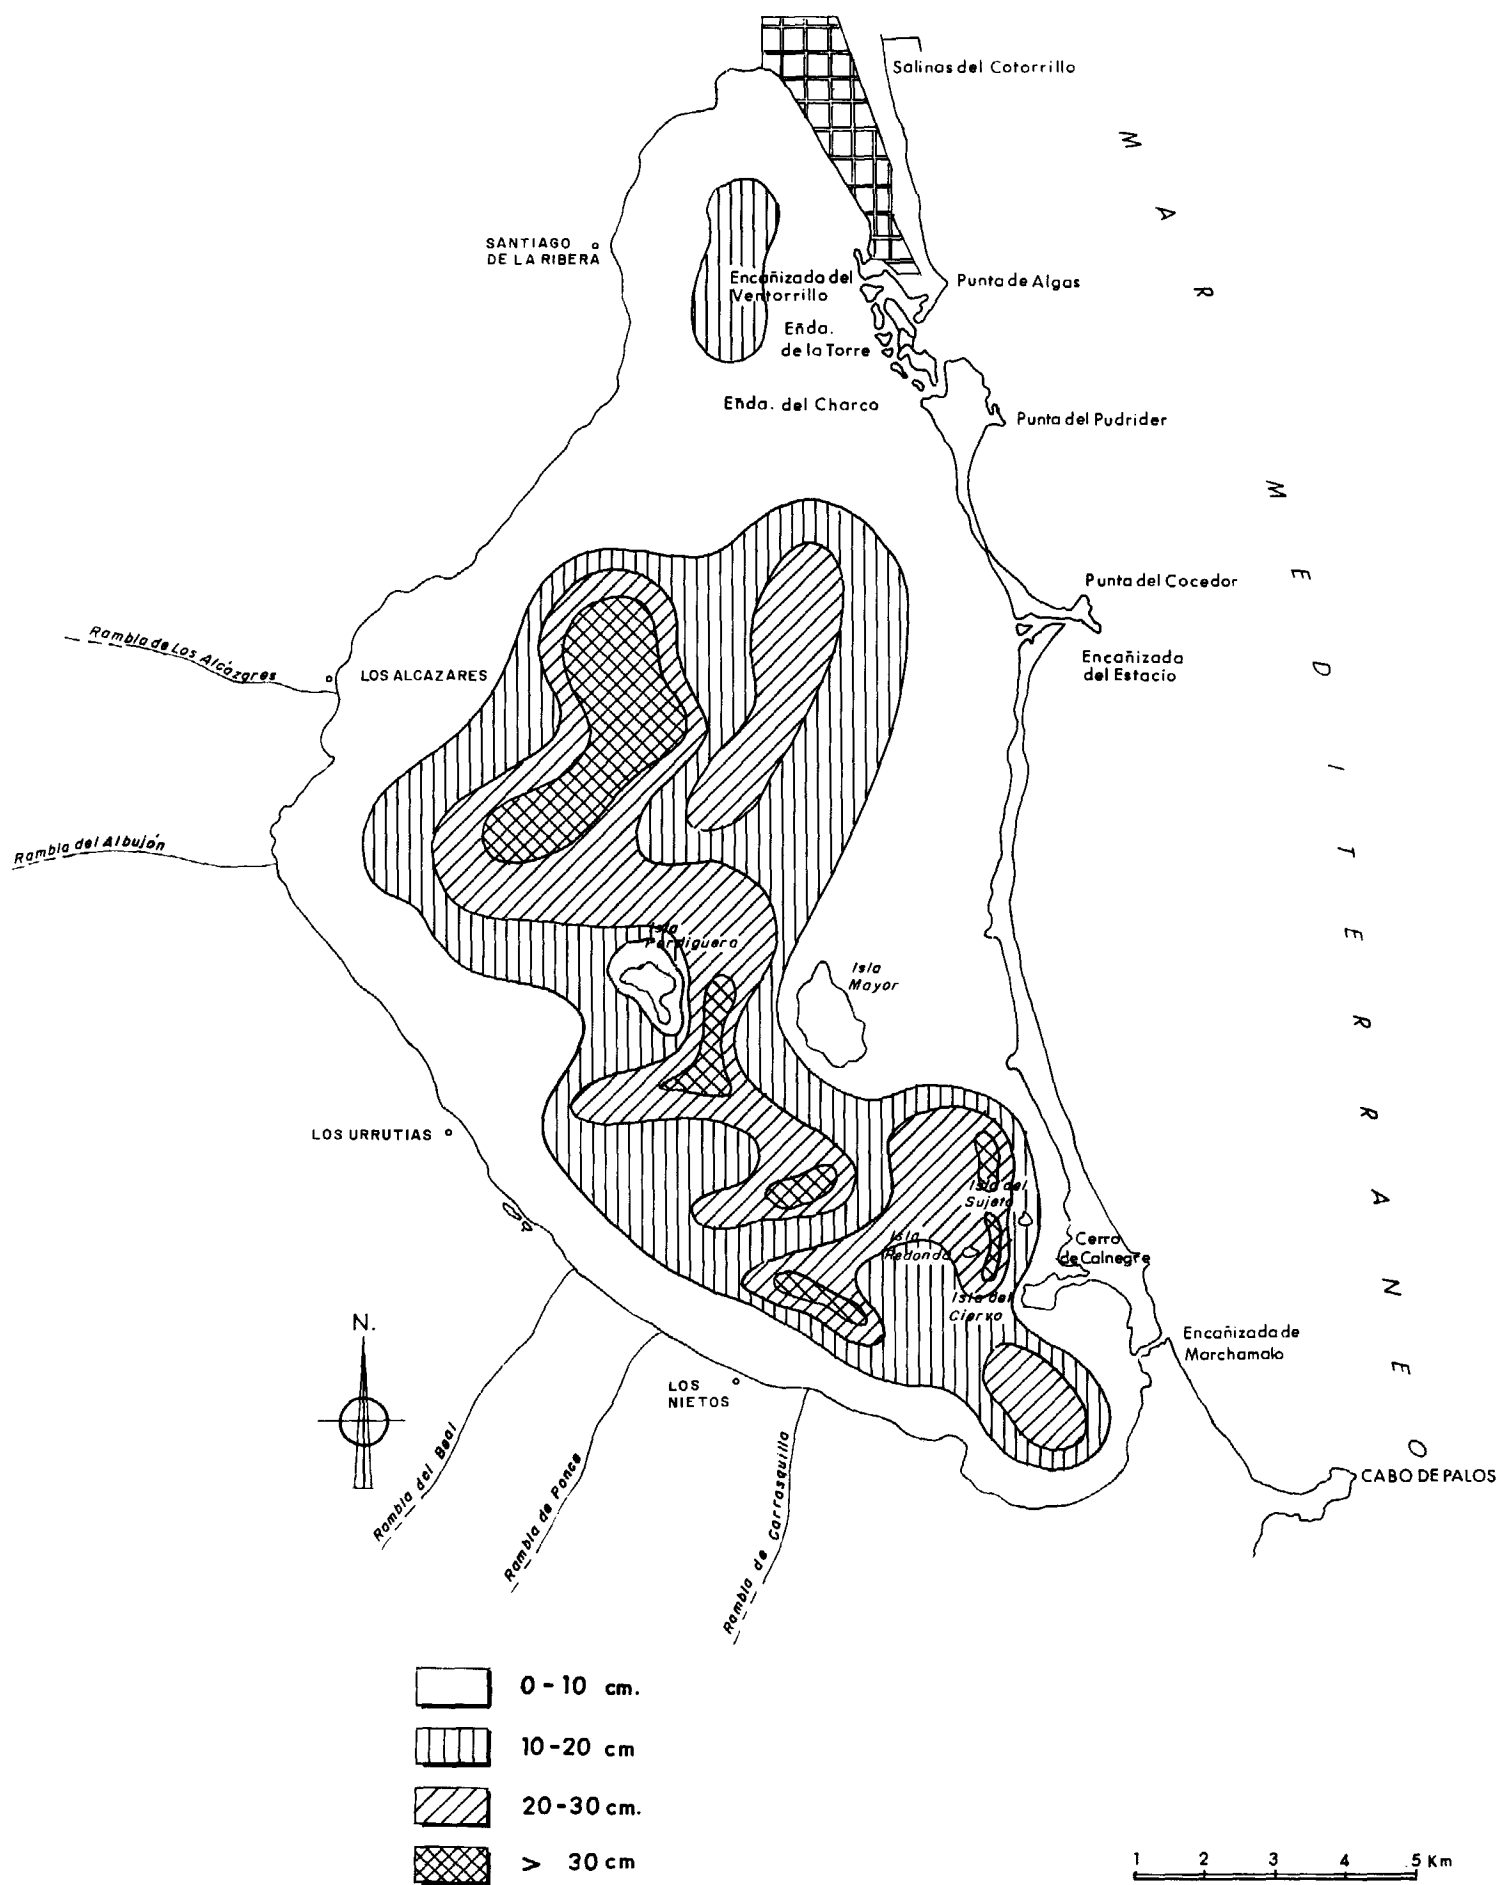 Salinas del Cotorrillo
MAR MEDITERRANEO
SANTIAGO
DE LA RIBERA
Encañizada del
Ventorrillo
Punta de Algas
Eñda.
de la Torre
Eñda. del Charco
Punta del Pudrider
Punta del Cocedor
Encañizada
del Estacio
Rambla de Los Alcázares
LOS ALCAZARES
Rambla del Albujón
Isla
Perdiguera
Isla
Mayor
LOS URRUTIAS
Isla del
Sujeto
Isla
Redonda
Cerro
de Calnegre
Isla del
Ciervo
Encañizada de
Marchamalo
N.
LOS
NIETOS
CABO DE PALOS
Rambla del Beal
Rambla de Ponce
Rambla de Carrasquilla
0-10 cm.
10-20 cm
20-30 cm.
> 30 cm
1 2 3 4 5 Km